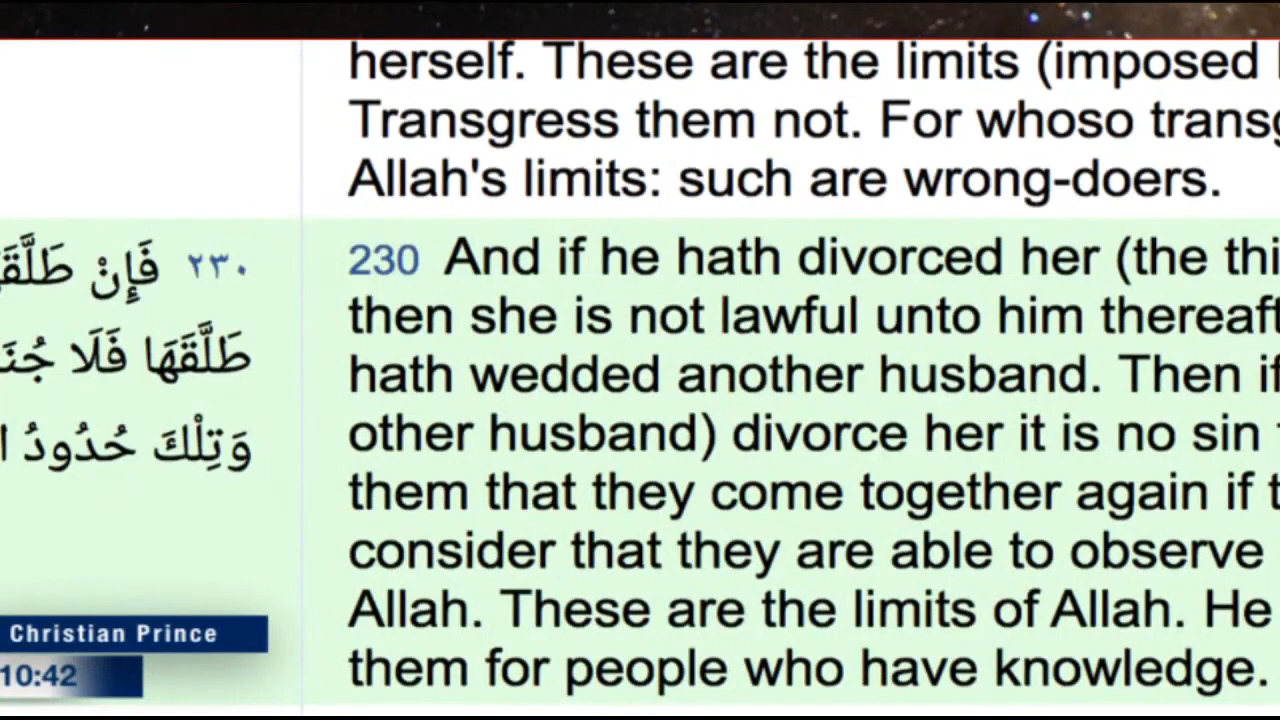 herself. These are the limits (imposed
Transgress them not. For whoso
Allah's limits: such are wrong-doers.
٢٣٠ فَإِنْ
230 And if he hath divorced her (the
then she is not lawful unto him
طَلَّقَهَا فَلَا
hath wedded another husband. Then if
other husband) divorce her it is no sin
وَتِلْكَ حُدُودُ
them that they come together again if
consider that they are able to observe
Allah. These are the limits of Allah. He
them for people who have knowledge.
Christian Prince
10:42